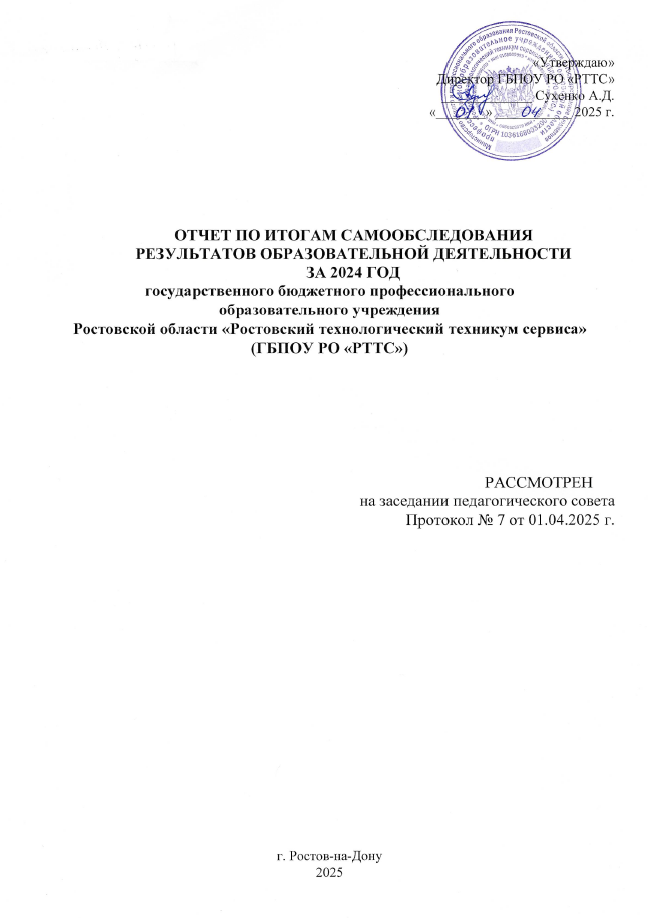 «Утверждаю»
Директор ГБПОУ РО «РТТС»
Сухенко А.Д.
« 01 » 04 2025 г.
ОТЧЕТ ПО ИТОГАМ САМООБСЛЕДОВАНИЯ
РЕЗУЛЬТАТОВ ОБРАЗОВАТЕЛЬНОЙ ДЕЯТЕЛЬНОСТИ
ЗА 2024 ГОД
государственного бюджетного профессионального
образовательного учреждения
Ростовской области «Ростовский технологический техникум сервиса»
(ГБПОУ РО «РТТС»)
РАССМОТРЕН
на заседании педагогического совета
Протокол № 7 от 01.04.2025 г.
г. Ростов-на-Дону
2025